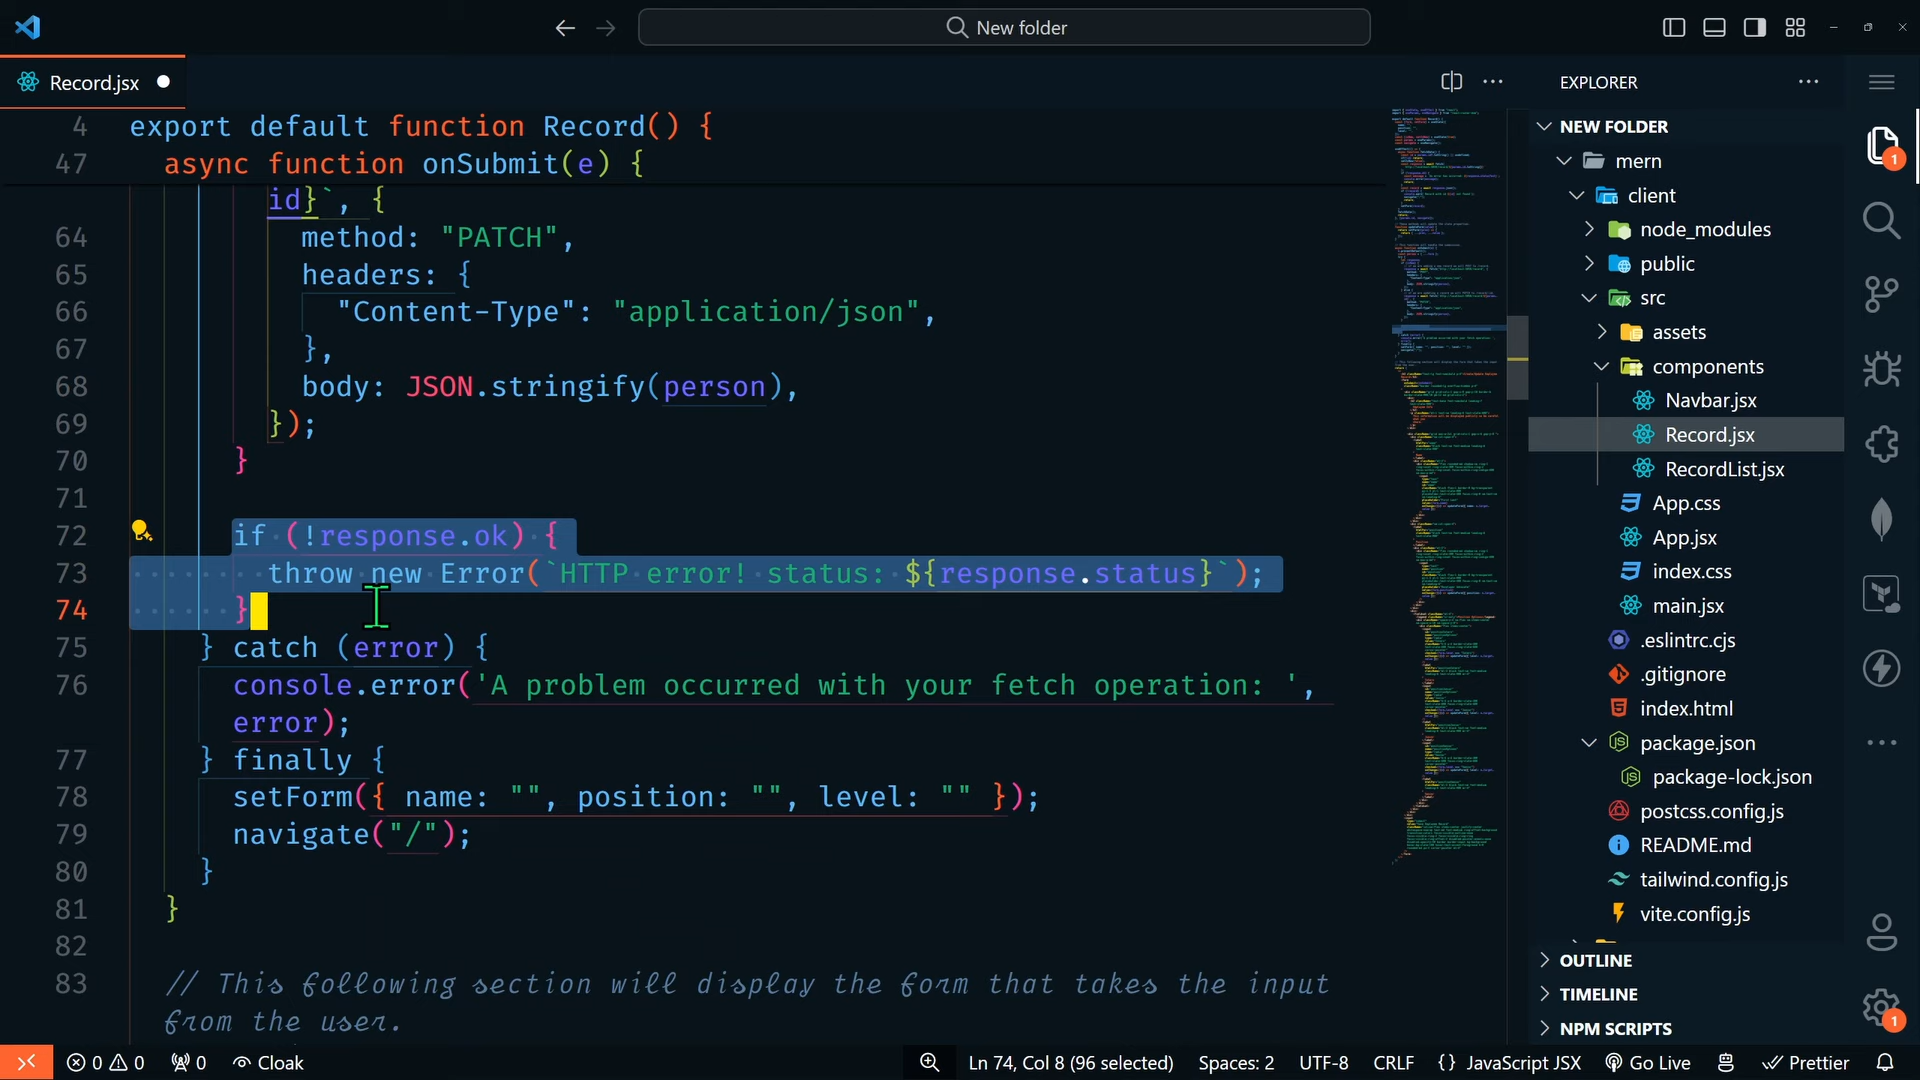 New folder
Record.jsx
EXPLORER
4 export default function Record() {
47 async function onSubmit(e) {
id}`, {
64 method: "PATCH",
65 headers: {
66 "Content-Type": "application/json",
67 },
68 body: JSON.stringify(person),
69 });
70 }
71
72 if (!response.ok) {
73 throw new Error(`HTTP error! status: ${response.status}`);
74 }
75 } catch (error) {
76 console.error('A problem occurred with your fetch operation: ',
error);
77 } finally {
78 setForm({ name: "", position: "", level: "" });
79 navigate("/");
80 }
81 }
82
83 // This following section will display the form that takes the input
from the user.
NEW FOLDER
mern
client
node_modules
public
src
assets
components
Navbar.jsx
Record.jsx
RecordList.jsx
App.css
App.jsx
index.css
main.jsx
.eslintrc.cjs
.gitignore
index.html
package.json
package-lock.json
postcss.config.js
README.md
tailwind.config.js
vite.config.js
OUTLINE
TIMELINE
NPM SCRIPTS
1
1
0 0 0 Cloak Ln 74, Col 8 (96 selected) Spaces: 2 UTF-8 CRLF {} JavaScript JSX Go Live Prettier